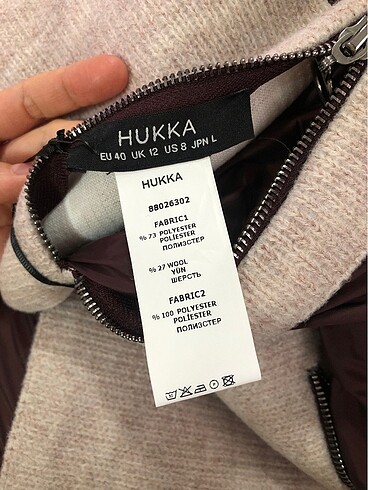 HUKKA
EU 40 UK 12 US 8 JPN L
HUKKA
88026302
FABRIC1
% 73 POLYESTER
POLİESTER
ПОЛИЭСТЕР
% 27 WOOL
YÜN
ШЕРСТЬ
FABRIC2
% 100 POLYESTER
POLİESTER
ПОЛИЭСТЕР